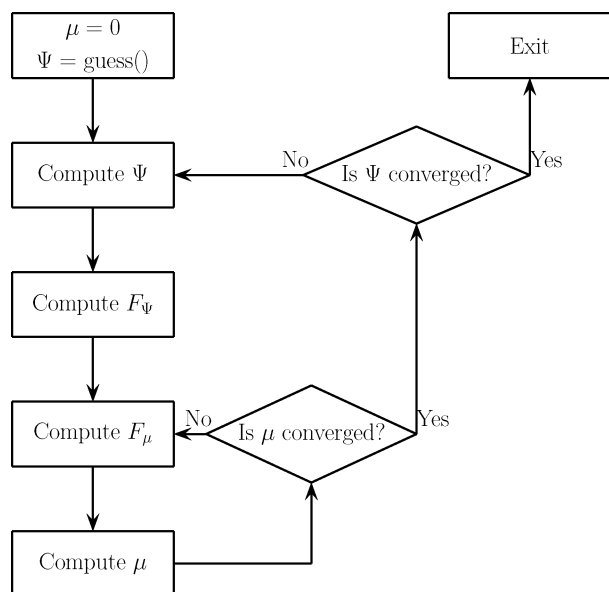 μ = 0
Ψ = guess()
Exit
No
Yes
Compute Ψ
Is Ψ converged?
Compute F_Ψ
No
Yes
Compute F_μ
Is μ converged?
Compute μ